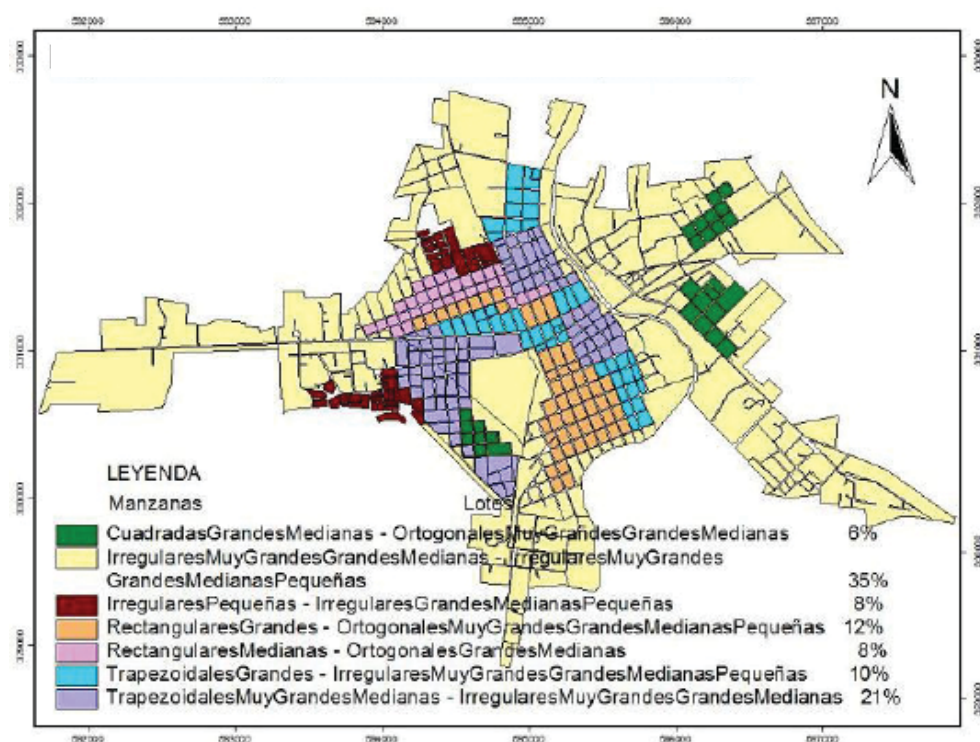 N
LEYENDA
Manzanas Lotes
CuadradasGrandesMedianas - OrtogonalesMuyGrandesGrandesMedianas 6%
IrregularesMuyGrandesGrandesMedianas - IrregularesMuyGrandes
GrandesMedianasPequeñas 35%
IrregularesPequeñas - IrregularesGrandesMedianasPequeñas 8%
RectangularesGrandes - OrtogonalesMuyGrandesGrandesMedianasPequeñas 12%
RectangularesMedianas - OrtogonalesGrandesMedianas 8%
TrapezoidalesGrandes - IrregularesMuyGrandesGrandesMedianasPequeñas 10%
TrapezoidalesMuyGrandesMedianas - IrregularesMuyGrandesGrandesMedianas 21%